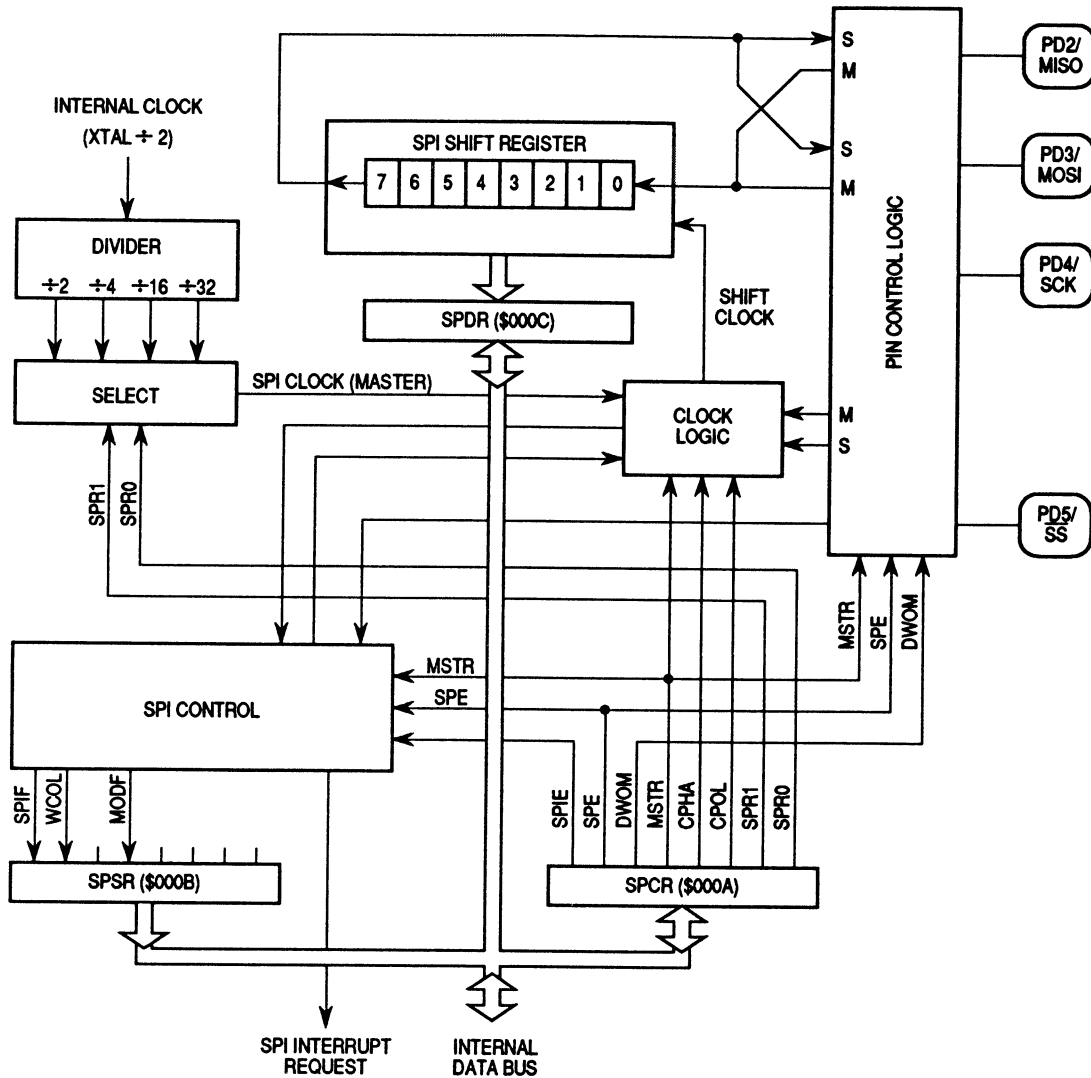 INTERNAL CLOCK
(XTAL ÷ 2)
DIVIDER
÷2 ÷4 ÷16 ÷32
SELECT
SPR1
SPR0
SPI SHIFT REGISTER
7 6 5 4 3 2 1 0
SPDR ($000C)
SHIFT
CLOCK
SPI CLOCK (MASTER)
CLOCK
LOGIC
S
M
S
M
M
S
PIN CONTROL LOGIC
PD2/
MISO
PD3/
MOSI
PD4/
SCK
PD5/
SS
MSTR
SPE
DWOM
SPI CONTROL
MSTR
SPE
SPIF
WCOL
MODF
SPSR ($000B)
SPIE
SPE
DWOM
MSTR
CPHA
CPOL
SPR1
SPR0
SPCR ($000A)
SPI INTERRUPT
REQUEST
INTERNAL
DATA BUS